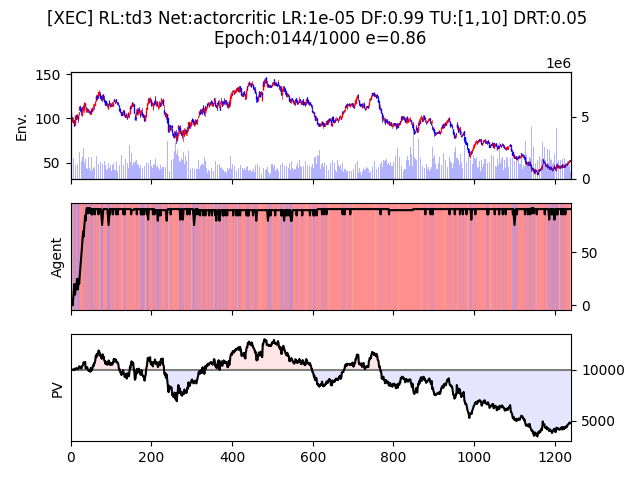 [XEC] RL:td3 Net:actorcritic LR:1e-05 DF:0.99 TU:[1,10] DRT:0.05
Epoch:0144/1000 e=0.86
1e6
150
100
50
Env.
5
0
Agent
50
0
PV
10000
5000
0 200 400 600 800 1000 1200